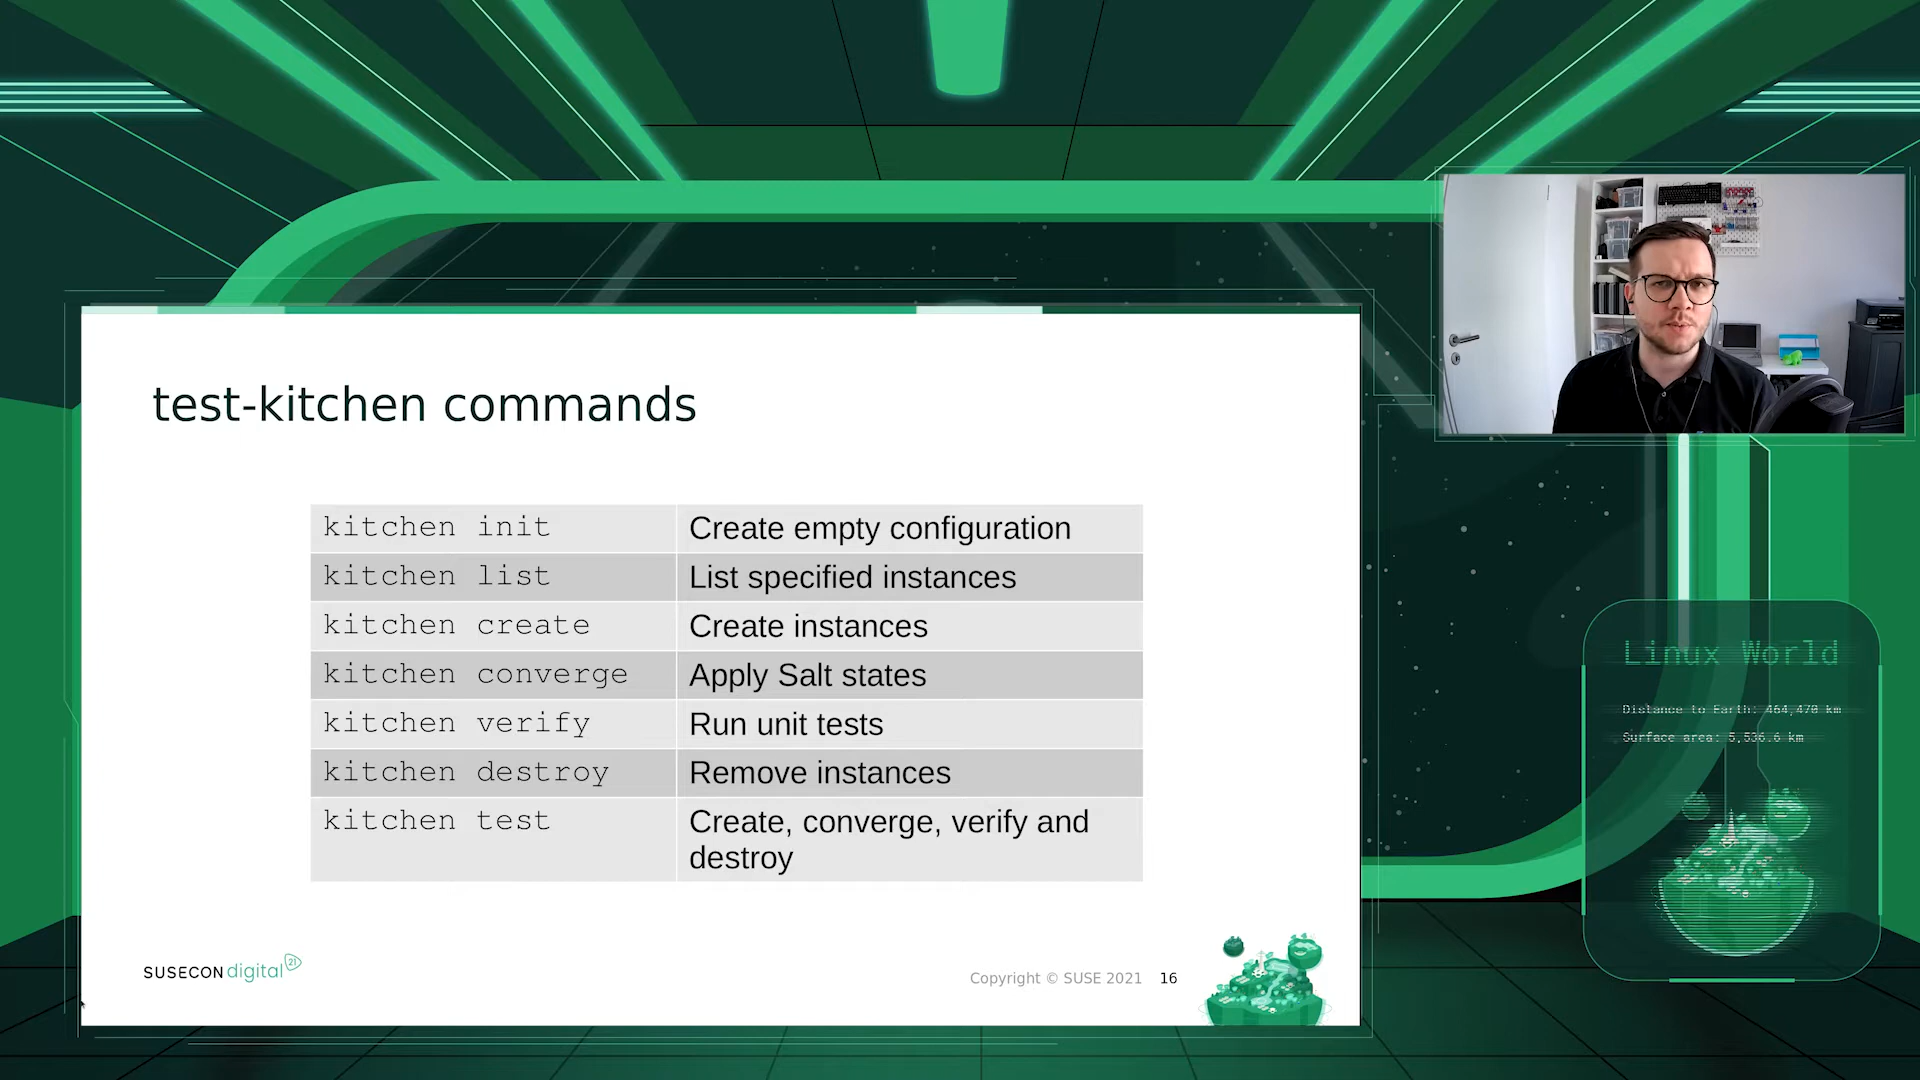 test-kitchen commands
kitchen init Create empty configuration
kitchen list List specified instances
kitchen create Create instances
kitchen converge Apply Salt states
kitchen verify Run unit tests
kitchen destroy Remove instances
kitchen test Create, converge, verify and
destroy
SUSECON digital 21
Copyright © SUSE 2021 16
Linux World
Distance to Earth: 464,470 km
Surface area: 5,536.6 km